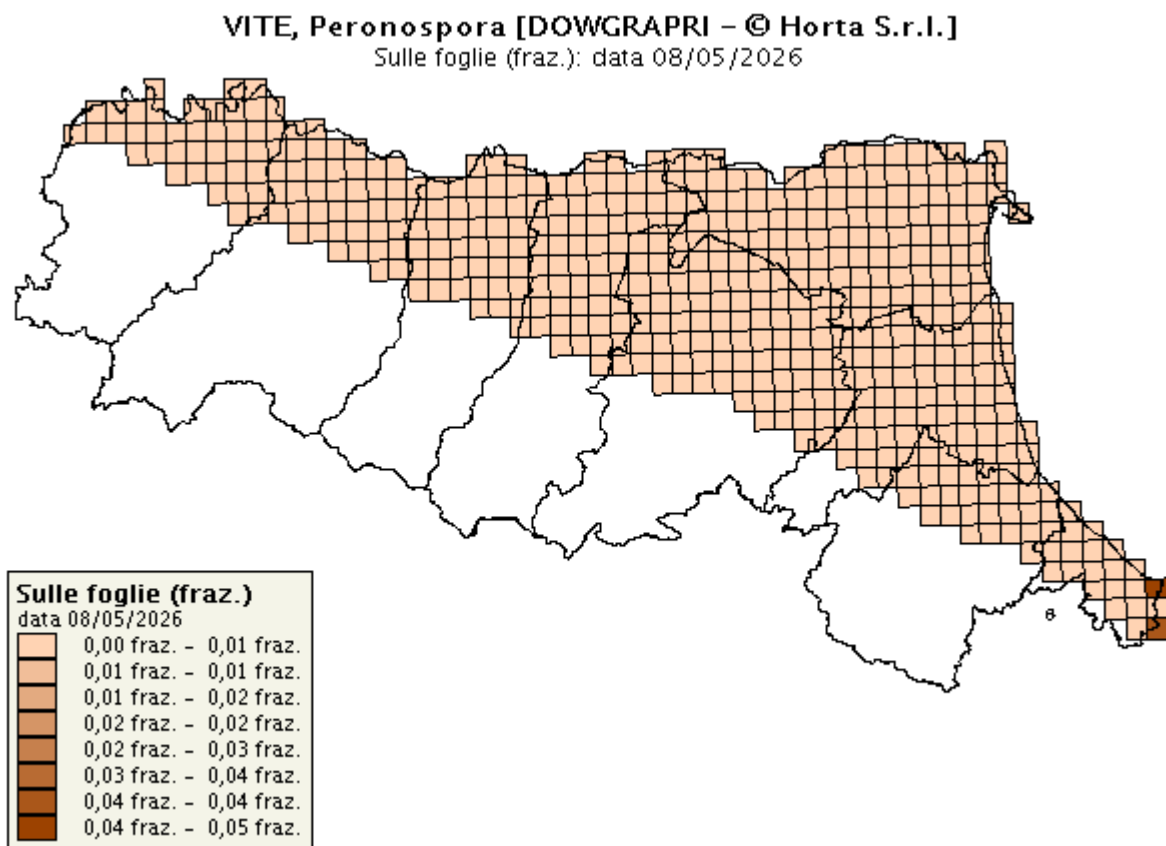 VITE, Peronospora [DOWGRAPRI – © Horta S.r.l.]
Sulle foglie (fraz.): data 08/05/2026
Sulle foglie (fraz.)
data 08/05/2026
0,00 fraz. – 0,01 fraz.
0,01 fraz. – 0,01 fraz.
0,01 fraz. – 0,02 fraz.
0,02 fraz. – 0,02 fraz.
0,02 fraz. – 0,03 fraz.
0,03 fraz. – 0,04 fraz.
0,04 fraz. – 0,04 fraz.
0,04 fraz. – 0,05 fraz.